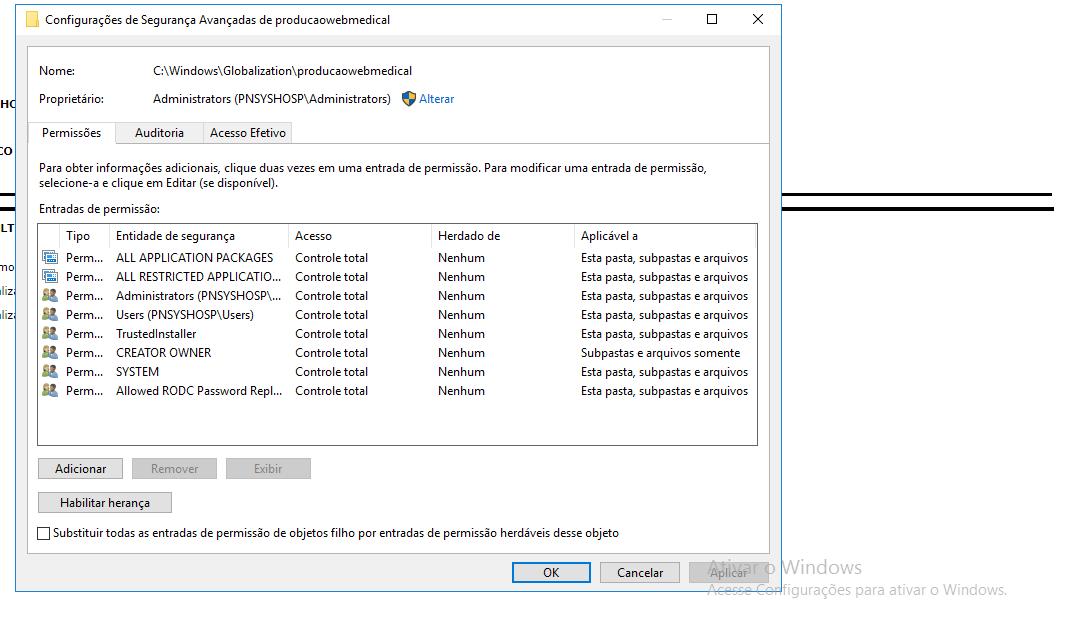 Configurações de Segurança Avançadas de producaowebmedical
Nome: C:\Windows\Globalization\producaowebmedical
Proprietário: Administrators (PNSYSHOSP\Administrators) Alterar
HO
Permissões Auditoria Acesso Efetivo
CO
Para obter informações adicionais, clique duas vezes em uma entrada de permissão. Para modificar uma entrada de permissão,
selecione-a e clique em Editar (se disponível).
Entradas de permissão:
LT
Tipo Entidade de segurança Acesso Herdado de Aplicável a
Perm... ALL APPLICATION PACKAGES Controle total Nenhum Esta pasta, subpastas e arquivos
mo
Perm... ALL RESTRICTED APPLICATIO... Controle total Nenhum Esta pasta, subpastas e arquivos
aliza
Perm... Administrators (PNSYSHOSP\... Controle total Nenhum Esta pasta, subpastas e arquivos
aliza
Perm... Users (PNSYSHOSP\Users) Controle total Nenhum Esta pasta, subpastas e arquivos
Perm... TrustedInstaller Controle total Nenhum Esta pasta, subpastas e arquivos
Perm... CREATOR OWNER Controle total Nenhum Subpastas e arquivos somente
Perm... SYSTEM Controle total Nenhum Esta pasta, subpastas e arquivos
Perm... Allowed RODC Password Repl... Controle total Nenhum Esta pasta, subpastas e arquivos
Adicionar Remover Exibir
Habilitar herança
Substituir todas as entradas de permissão de objetos filho por entradas de permissão herdáveis desse objeto
OK Cancelar Aplicar
Ativar o Windows
Acesse Configurações para ativar o Windows.